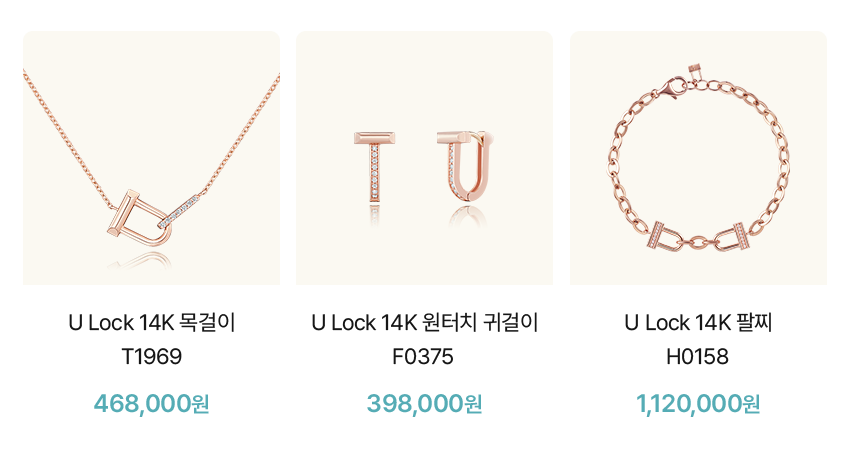 U Lock 14K 목걸이
T1969
468,000원
U Lock 14K 원터치 귀걸이
F0375
398,000원
U Lock 14K 팔찌
H0158
1,120,000원